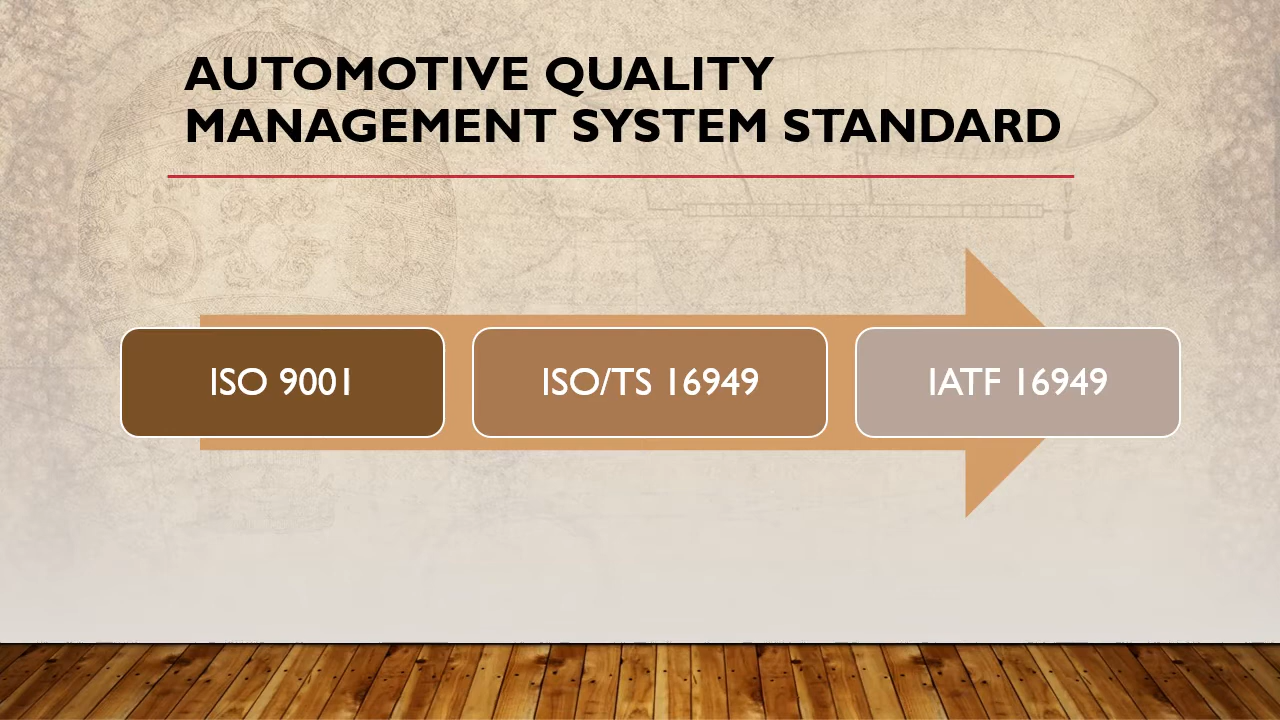 AUTOMOTIVE QUALITY
MANAGEMENT SYSTEM STANDARD
ISO 9001
ISO/TS 16949
IATF 16949